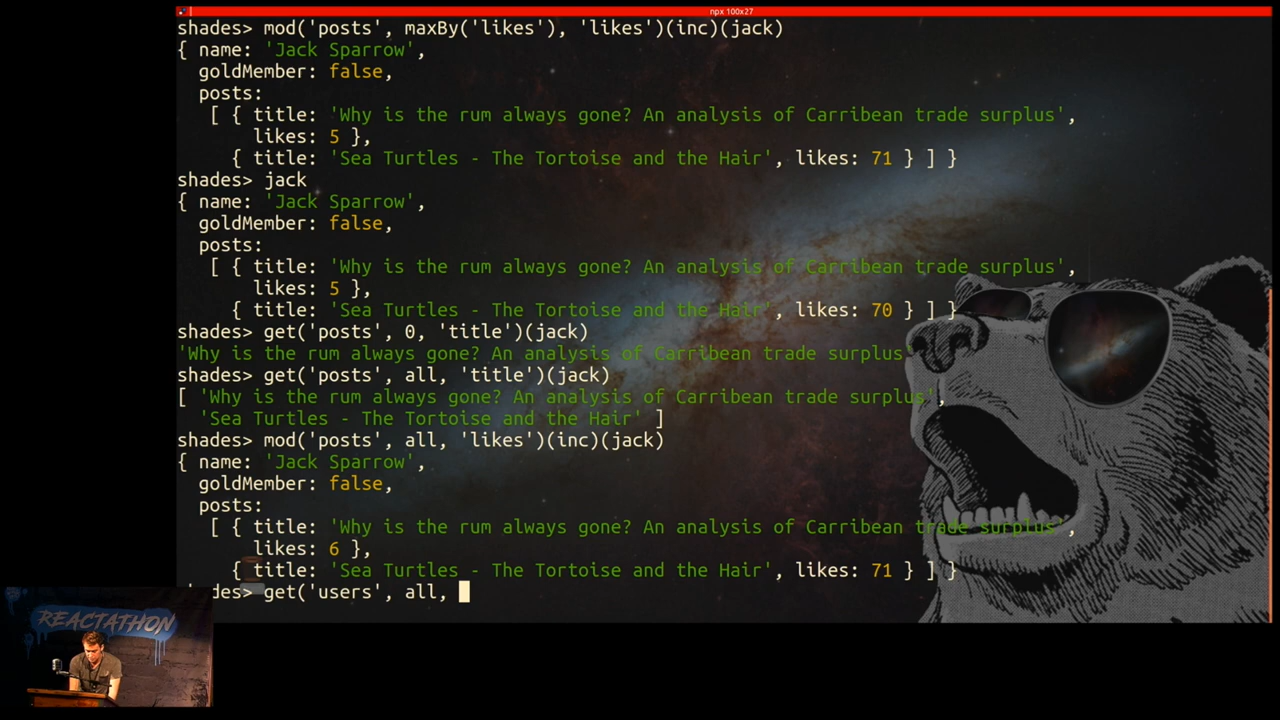 npx 100x27
shades> mod('posts', maxBy('likes'), 'likes')(inc)(jack)
{ name: 'Jack Sparrow',
goldMember: false,
posts:
[ { title: 'Why is the rum always gone? An analysis of Carribean trade surplus',
likes: 5 },
{ title: 'Sea Turtles - The Tortoise and the Hair', likes: 71 } ] }
shades> jack
{ name: 'Jack Sparrow',
goldMember: false,
posts:
[ { title: 'Why is the rum always gone? An analysis of Carribean trade surplus',
likes: 5 },
{ title: 'Sea Turtles - The Tortoise and the Hair', likes: 70 } ] }
shades> get('posts', 0, 'title')(jack)
'Why is the rum always gone? An analysis of Carribean trade surplus'
shades> get('posts', all, 'title')(jack)
[ 'Why is the rum always gone? An analysis of Carribean trade surplus',
'Sea Turtles - The Tortoise and the Hair' ]
shades> mod('posts', all, 'likes')(inc)(jack)
{ name: 'Jack Sparrow',
goldMember: false,
posts:
[ { title: 'Why is the rum always gone? An analysis of Carribean trade surplus',
likes: 6 },
{ title: 'Sea Turtles - The Tortoise and the Hair', likes: 71 } ] }
des> get('users', all,
REACTATHON